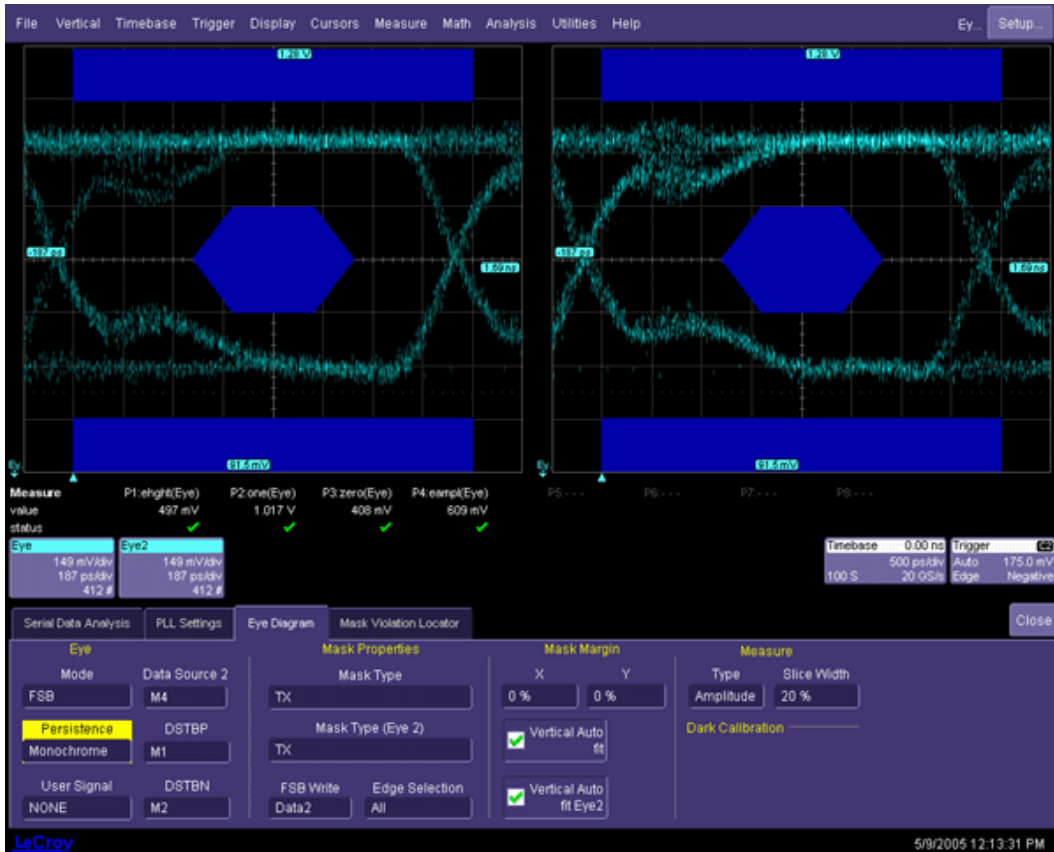 File Vertical Timebase Trigger Display Cursors Measure Math Analysis Utilities Help Ey... Setup...
1.28 V 1.28 V
-187 ps 1.69 ns -187 ps 1.69 ns
91.5 mV 91.5 mV
Ey Ey
Measure P1:ehght(Eye) P2:one(Eye) P3:zero(Eye) P4:eampl(Eye) P5:- - - P6:- - - P7:- - - P8:- - -
value 497 mV 1.017 V 408 mV 609 mV
status
Eye Eye2 Timebase 0.00 ns Trigger C2
149 mV/div 149 mV/div 500 ps/div Auto 175.0 mV
187 ps/div 187 ps/div 100 S 20 GS/s Edge Negative
412 # 412 #
Serial Data Analysis PLL Settings Eye Diagram Mask Violation Locator Close
Eye Mask Properties Mask Margin Measure
Mode Data Source 2 Mask Type X Y Type Slice Width
FSB M4 TX 0 % 0 % Amplitude 20 %
Persistence DSTBP Mask Type (Eye 2) Vertical Auto fit Dark Calibration
Monochrome M1 TX
User Signal DSTBN FSB Write Edge Selection Vertical Auto fit Eye2
NONE M2 Data2 All
LeCroy 5/9/2005 12:13:31 PM